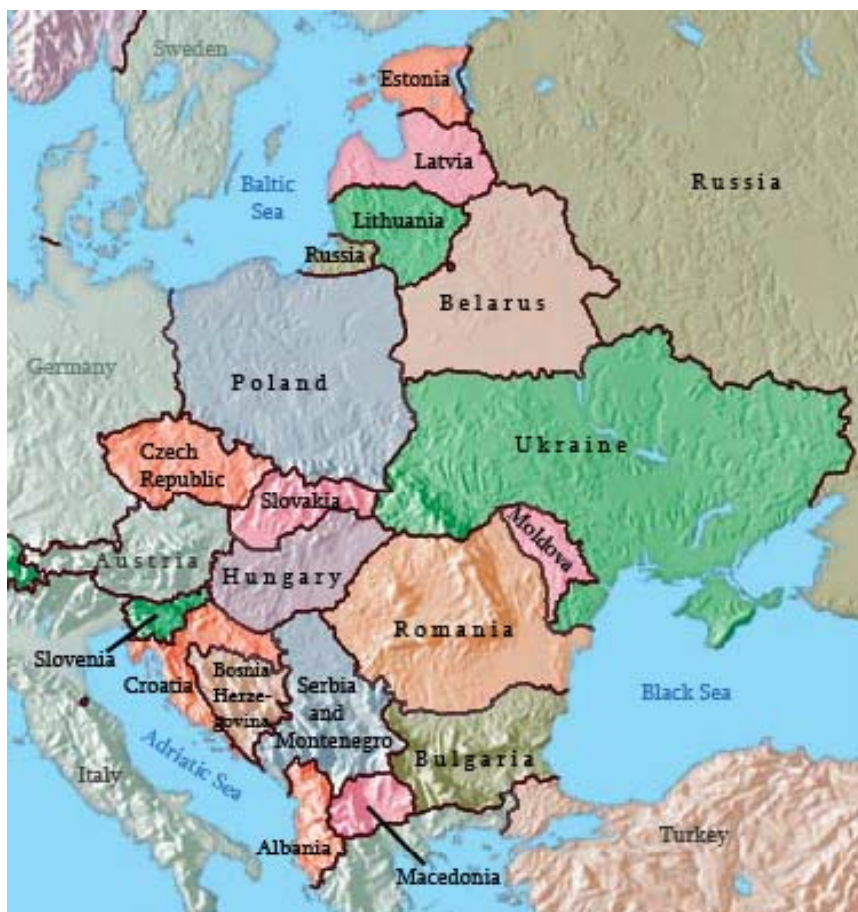 Sweden
Estonia
Latvia
Russia
Baltic
Sea
Lithuania
Russia
Belarus
Germany
Poland
Ukraine
Czech
Republic
Slovakia
Moldova
Austria
Hungary
Romania
Slovenia
Croatia
Bosnia
Herze-
govina
Serbia
and
Montenegro
Black Sea
Adriatic Sea
Italy
Bulgaria
Albania
Macedonia
Turkey